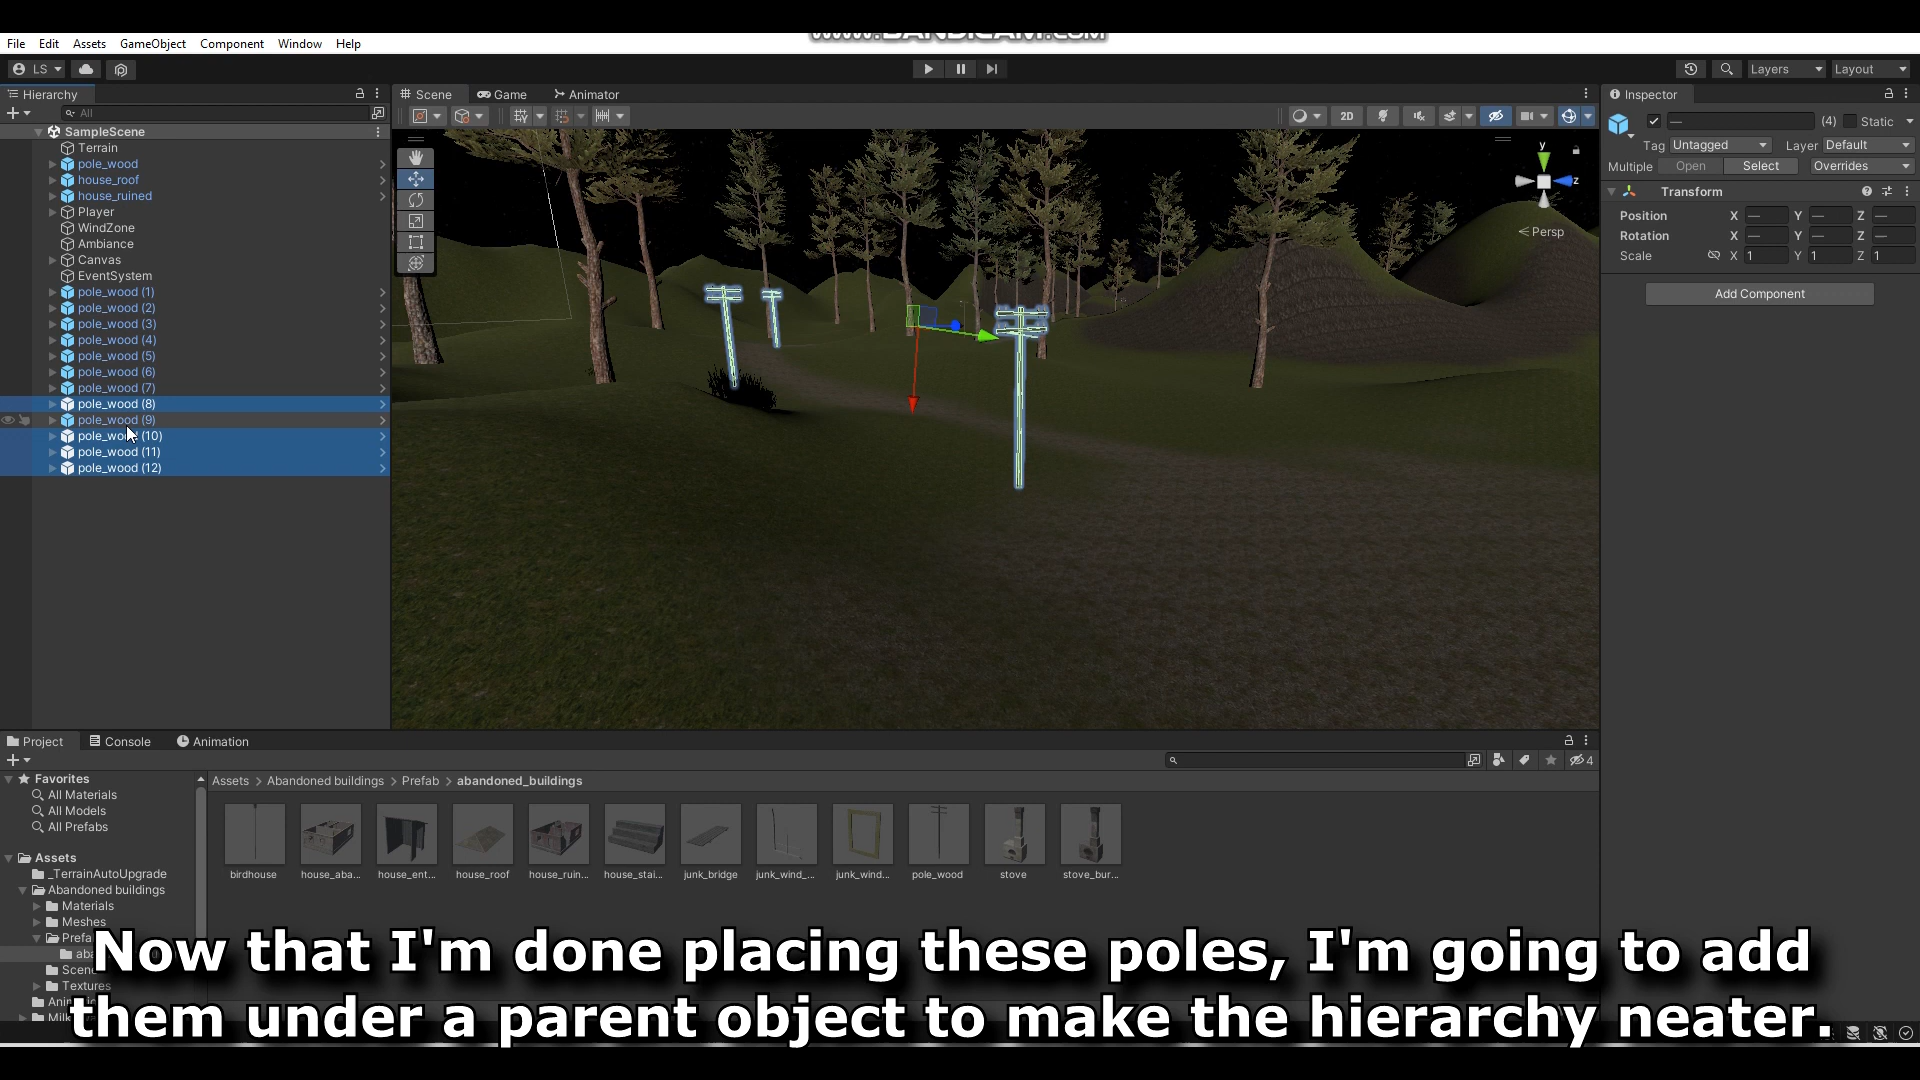 www.BANDICAM.com
File Edit Assets GameObject Component Window Help
LS
Layers Layout
Hierarchy
All
SampleScene
Terrain
pole_wood
house_roof
house_ruined
Player
WindZone
Ambiance
Canvas
EventSystem
pole_wood (1)
pole_wood (2)
pole_wood (3)
pole_wood (4)
pole_wood (5)
pole_wood (6)
pole_wood (7)
pole_wood (8)
pole_wood (9)
pole_wood (10)
pole_wood (11)
pole_wood (12)
Scene Game Animator
2D
y
z
Persp
Inspector
— (4) Static
Tag Untagged Layer Default
Multiple Open Select Overrides
Transform
Position X — Y — Z —
Rotation X — Y — Z —
Scale X 1 Y 1 Z 1
Add Component
Project Console Animation
4
Favorites
All Materials
All Models
All Prefabs
Assets
_TerrainAutoUpgrade
Abandoned buildings
Materials
Meshes
Textures
Assets > Abandoned buildings > Prefab > abandoned_buildings
birdhouse house_aba... house_ent... house_roof house_ruin... house_stai... junk_bridge junk_wind_... junk_wind... pole_wood stove stove_bur...
Now that I'm done placing these poles, I'm going to add
them under a parent object to make the hierarchy neater.